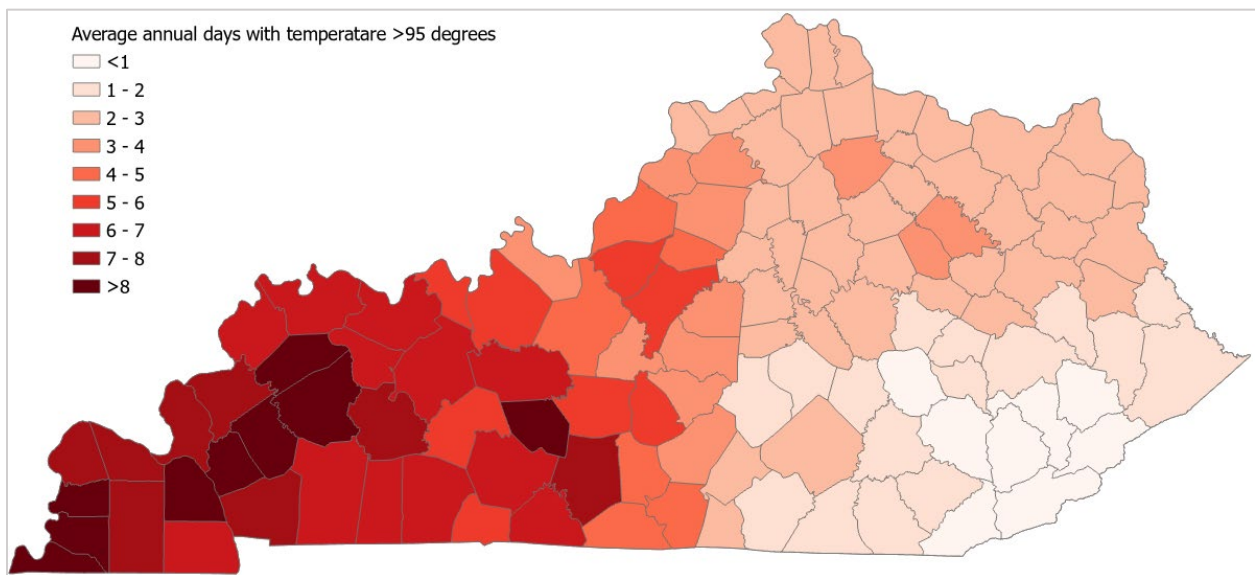 Average annual days with temperatare >95 degrees
<1
1 - 2
2 - 3
3 - 4
4 - 5
5 - 6
6 - 7
7 - 8
>8